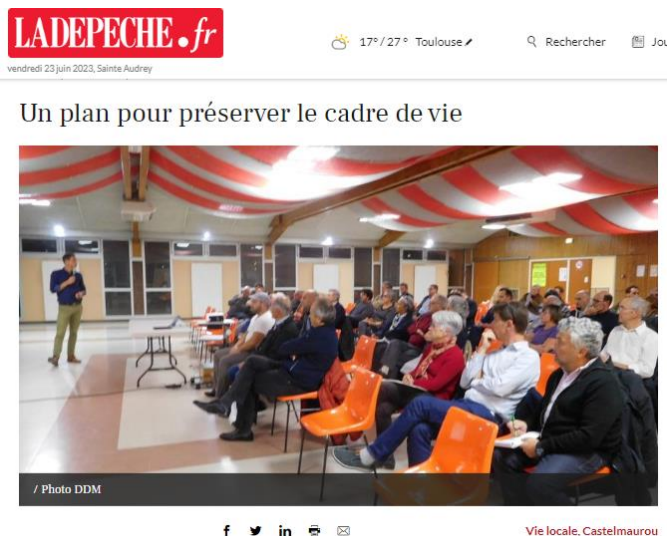 LADEPECHE.fr
17° / 27° Toulouse
Rechercher
vendredi 23 juin 2023, Sainte Audrey
Un plan pour préserver le cadre de vie
/ Photo DDM
Vie locale, Castelmaurou